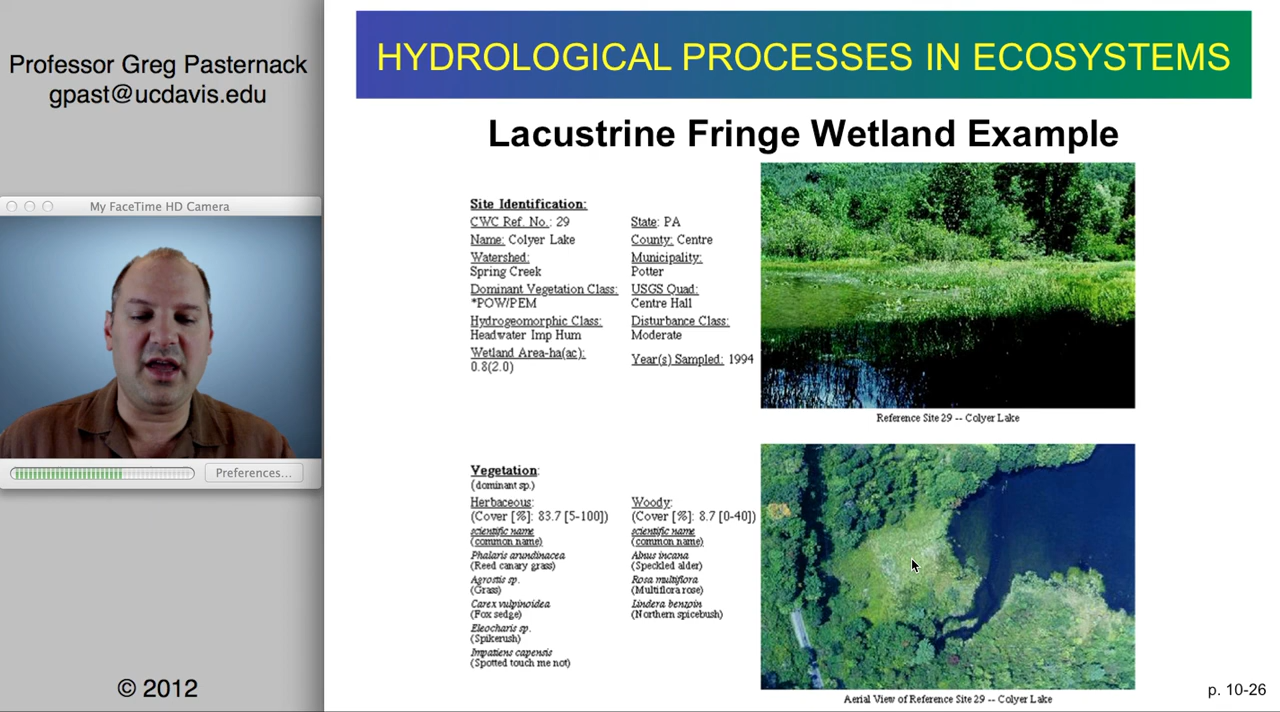 Professor Greg Pasternack
gpast@ucdavis.edu
My FaceTime HD Camera
Preferences...
© 2012
HYDROLOGICAL PROCESSES IN ECOSYSTEMS
Lacustrine Fringe Wetland Example
Site Identification:
CWC Ref. No.: 29
Name: Colyer Lake
Watershed:
Spring Creek
Dominant Vegetation Class:
*POW/PEM
Hydrogeomorphic Class:
Headwater Imp Hum
Wetland Area-ha(ac):
0.8(2.0)
State: PA
County: Centre
Municipality:
Potter
USGS Quad:
Centre Hall
Disturbance Class:
Moderate
Year(s) Sampled: 1994
Reference Site 29 -- Colyer Lake
Vegetation:
(dominant sp.)
Herbaceous:
(Cover [%]: 83.7 [5-100])
scientific name
(common name)
Phalaris arundinacea
(Reed canary grass)
Agrostis sp.
(Grass)
Carex vulpinoidea
(Fox sedge)
Eleocharis sp.
(Spikerush)
Impatiens capensis
(Spotted touch me not)
Woody:
(Cover [%]: 8.7 [0-40])
scientific name
(common name)
Alnus incana
(Speckled alder)
Rosa multiflora
(Multiflora rose)
Lindera benzoin
(Northern spicebush)
Aerial View of Reference Site 29 -- Colyer Lake
p. 10-26